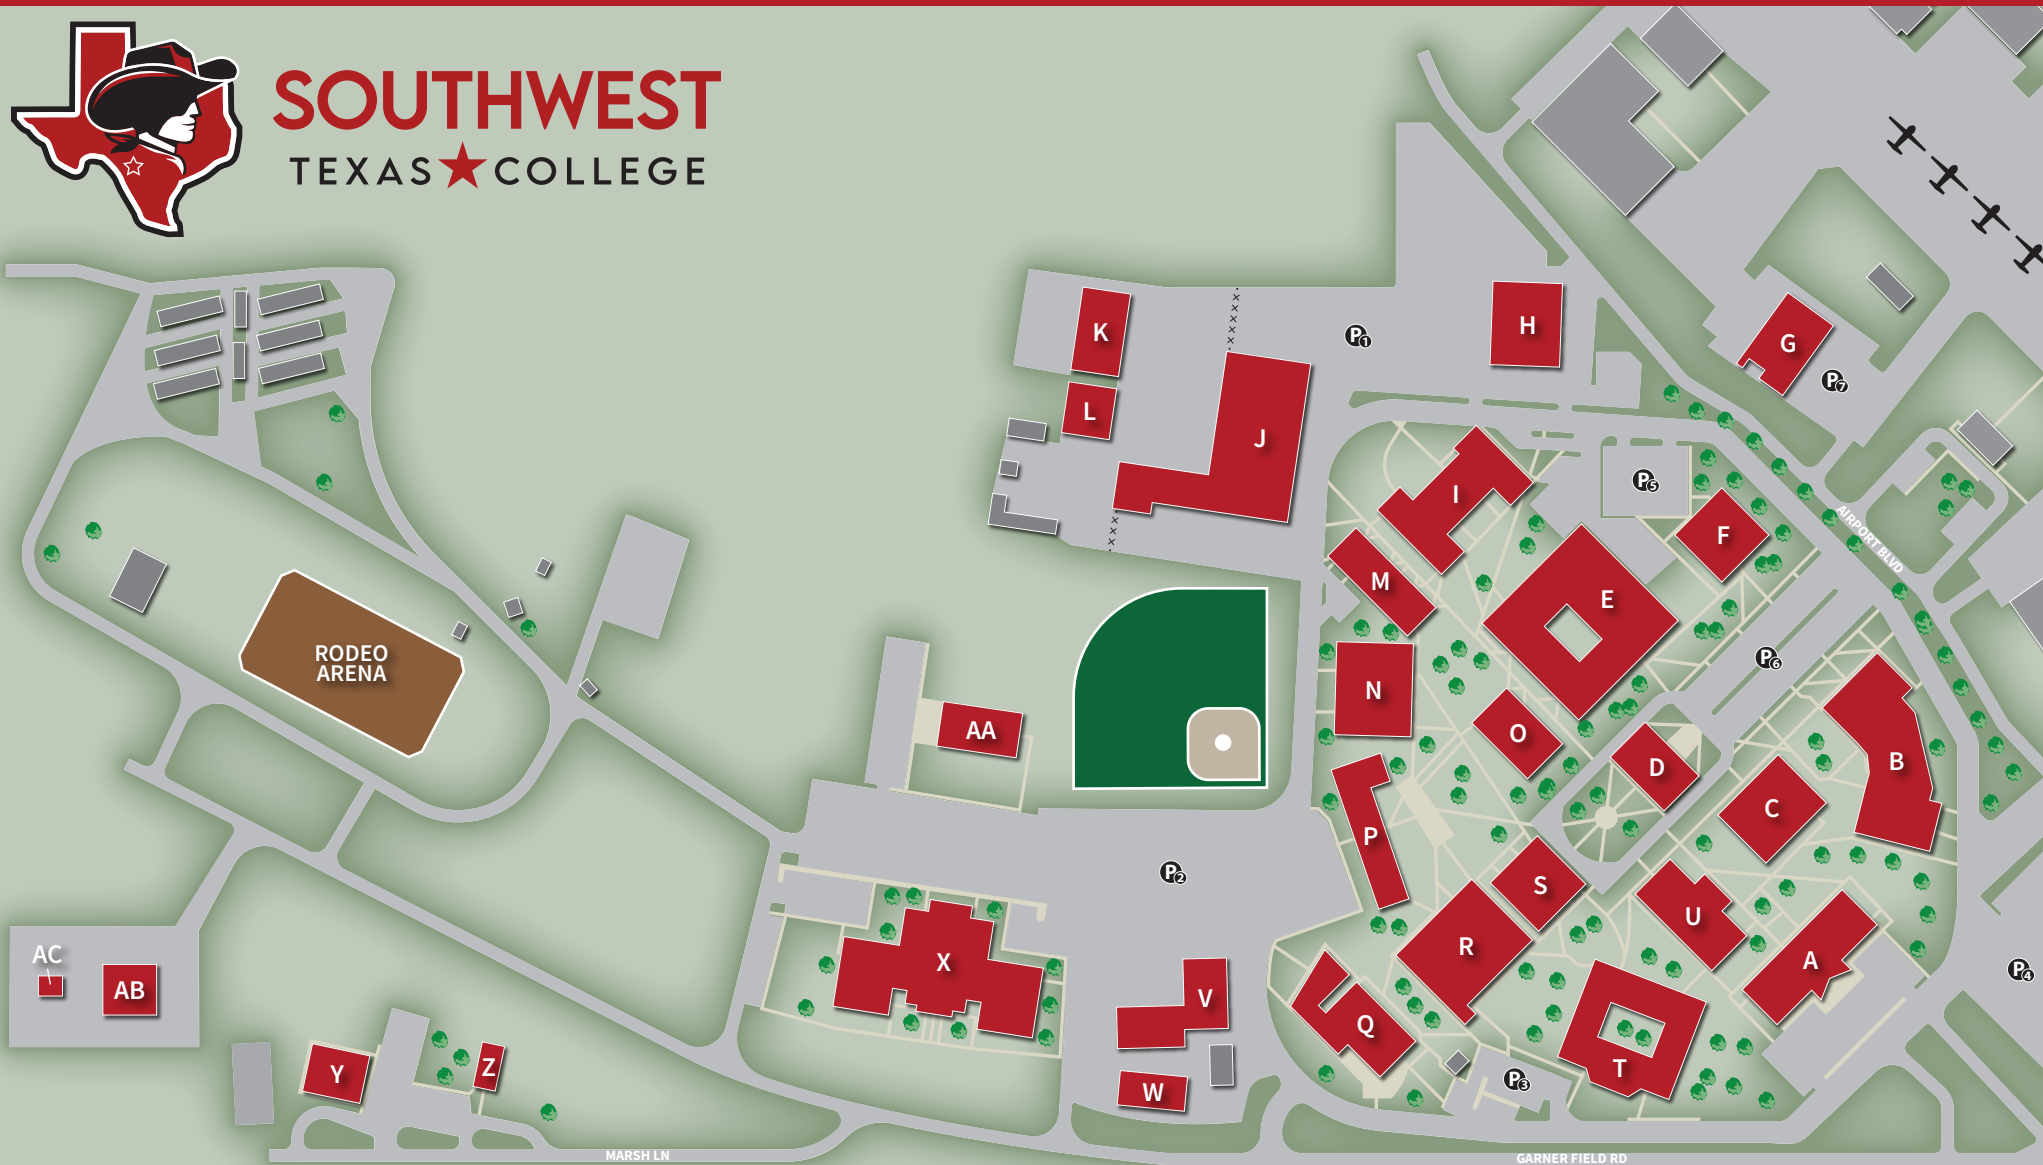 SOUTHWEST
TEXAS COLLEGE
K
H
P1
G
L
P7
J
I
P5
F
AIRPORT BLVD
M
E
RODEO
ARENA
P6
N
AA
O
D
B
C
P
P2
S
U
R
AC
X
A
P4
AB
V
Q
Z
Y
T
P3
W
MARSH LN
GARNER FIELD RD